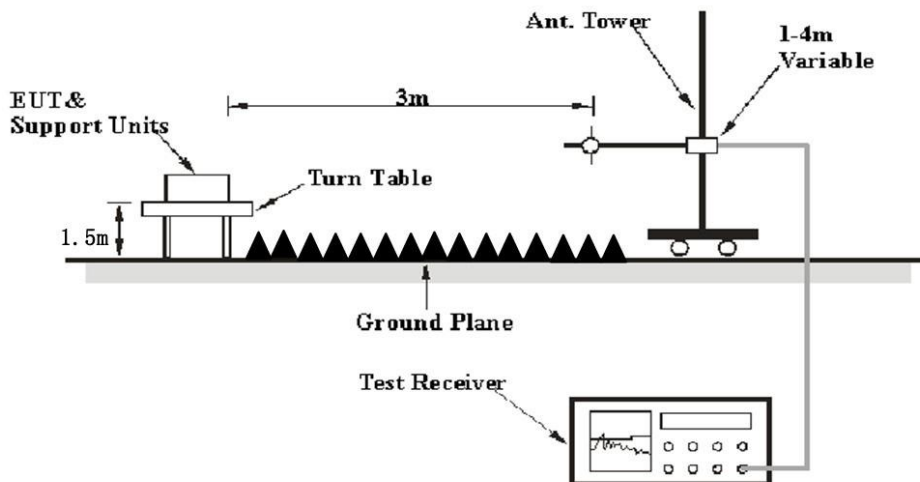 Ant. Tower
1-4m
Variable
EUT&
Support Units
3m
Turn Table
1.5m
Ground Plane
Test Receiver